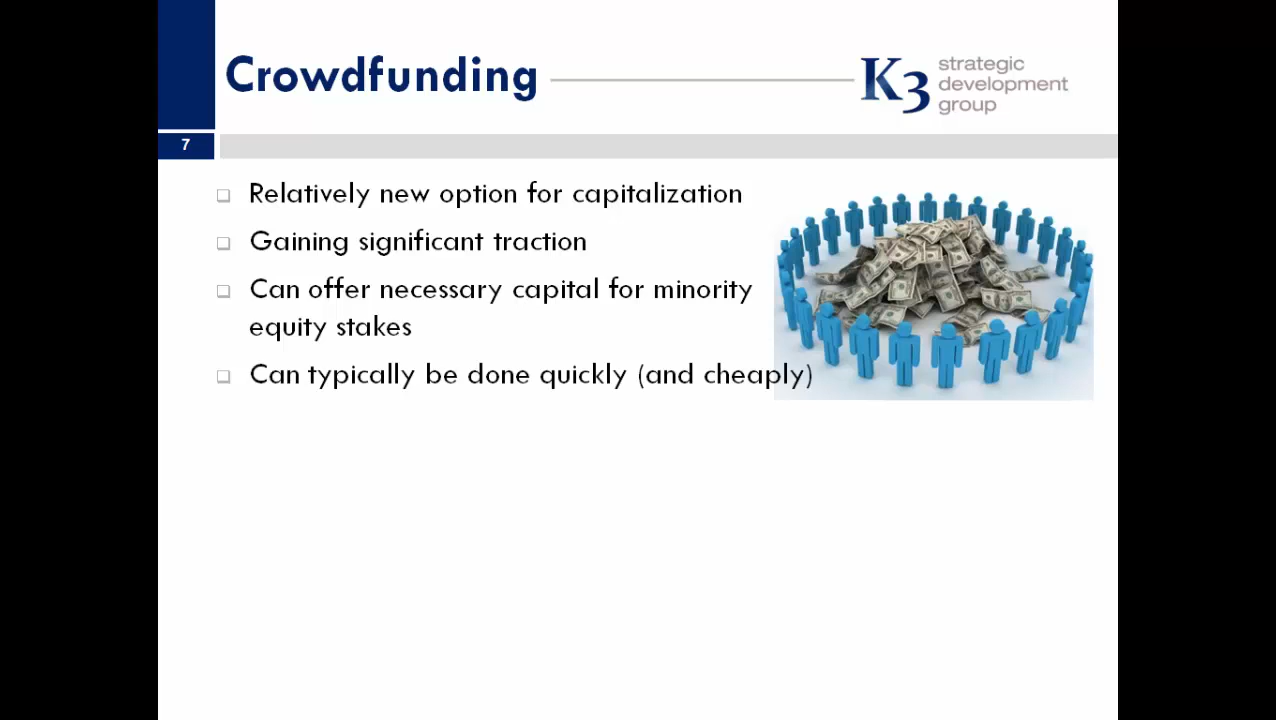 Crowdfunding
K3 strategic
development
group
7
Relatively new option for capitalization
Gaining significant traction
Can offer necessary capital for minority
equity stakes
Can typically be done quickly (and cheaply)